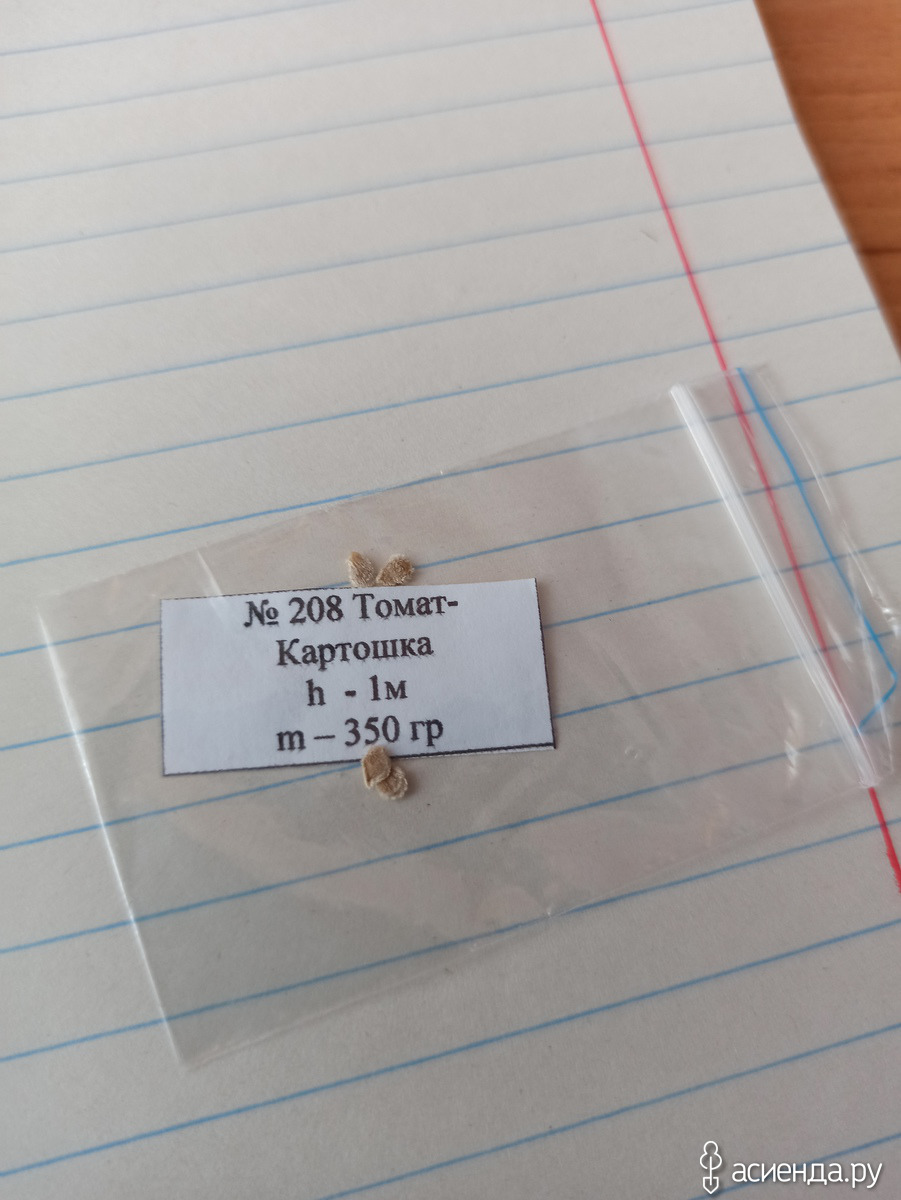 № 208 Томат-
Картошка
h - 1м
m – 350 гр
асиенда.ру